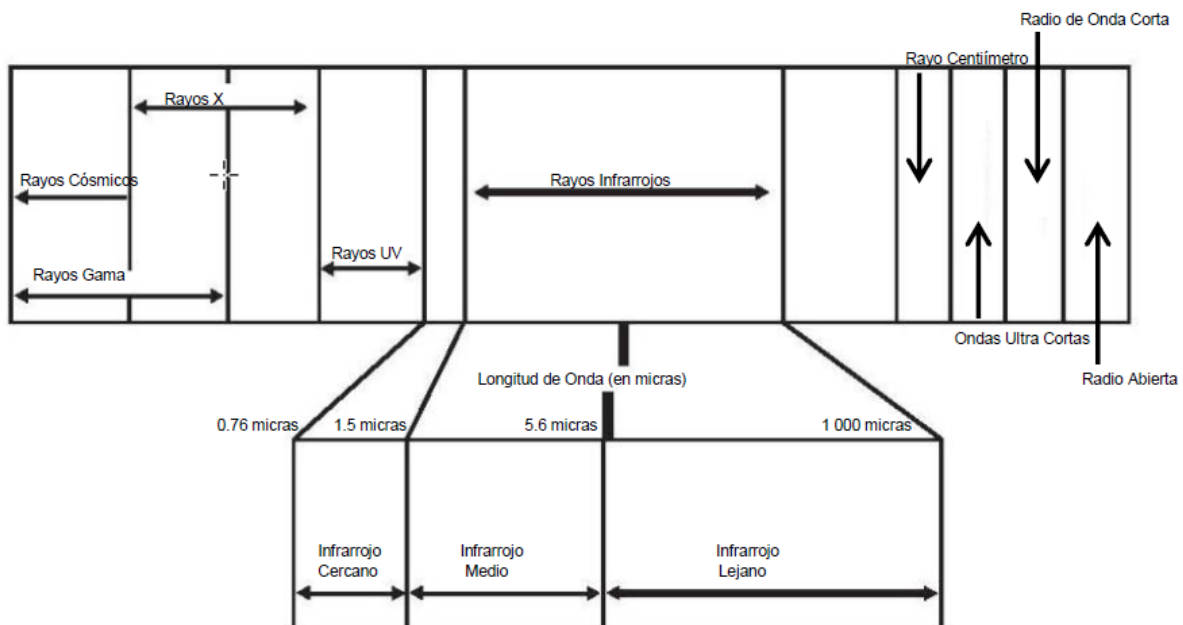 Radio de Onda Corta
Rayo Centiímetro
Rayos X
Rayos Cósmicos
Rayos Infrarrojos
Rayos UV
Rayos Gama
Ondas Ultra Cortas
Longitud de Onda (en micras)
Radio Abierta
0.76 micras
1.5 micras
5.6 micras
1 000 micras
Infrarrojo
Cercano
Infrarrojo
Medio
Infrarrojo
Lejano